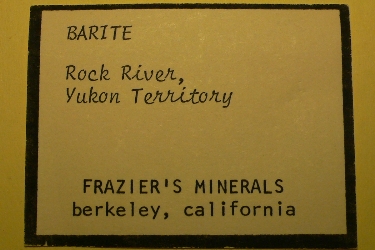 BARITE
Rock River,
Yukon Territory
FRAZIER'S MINERALS
berkeley, california